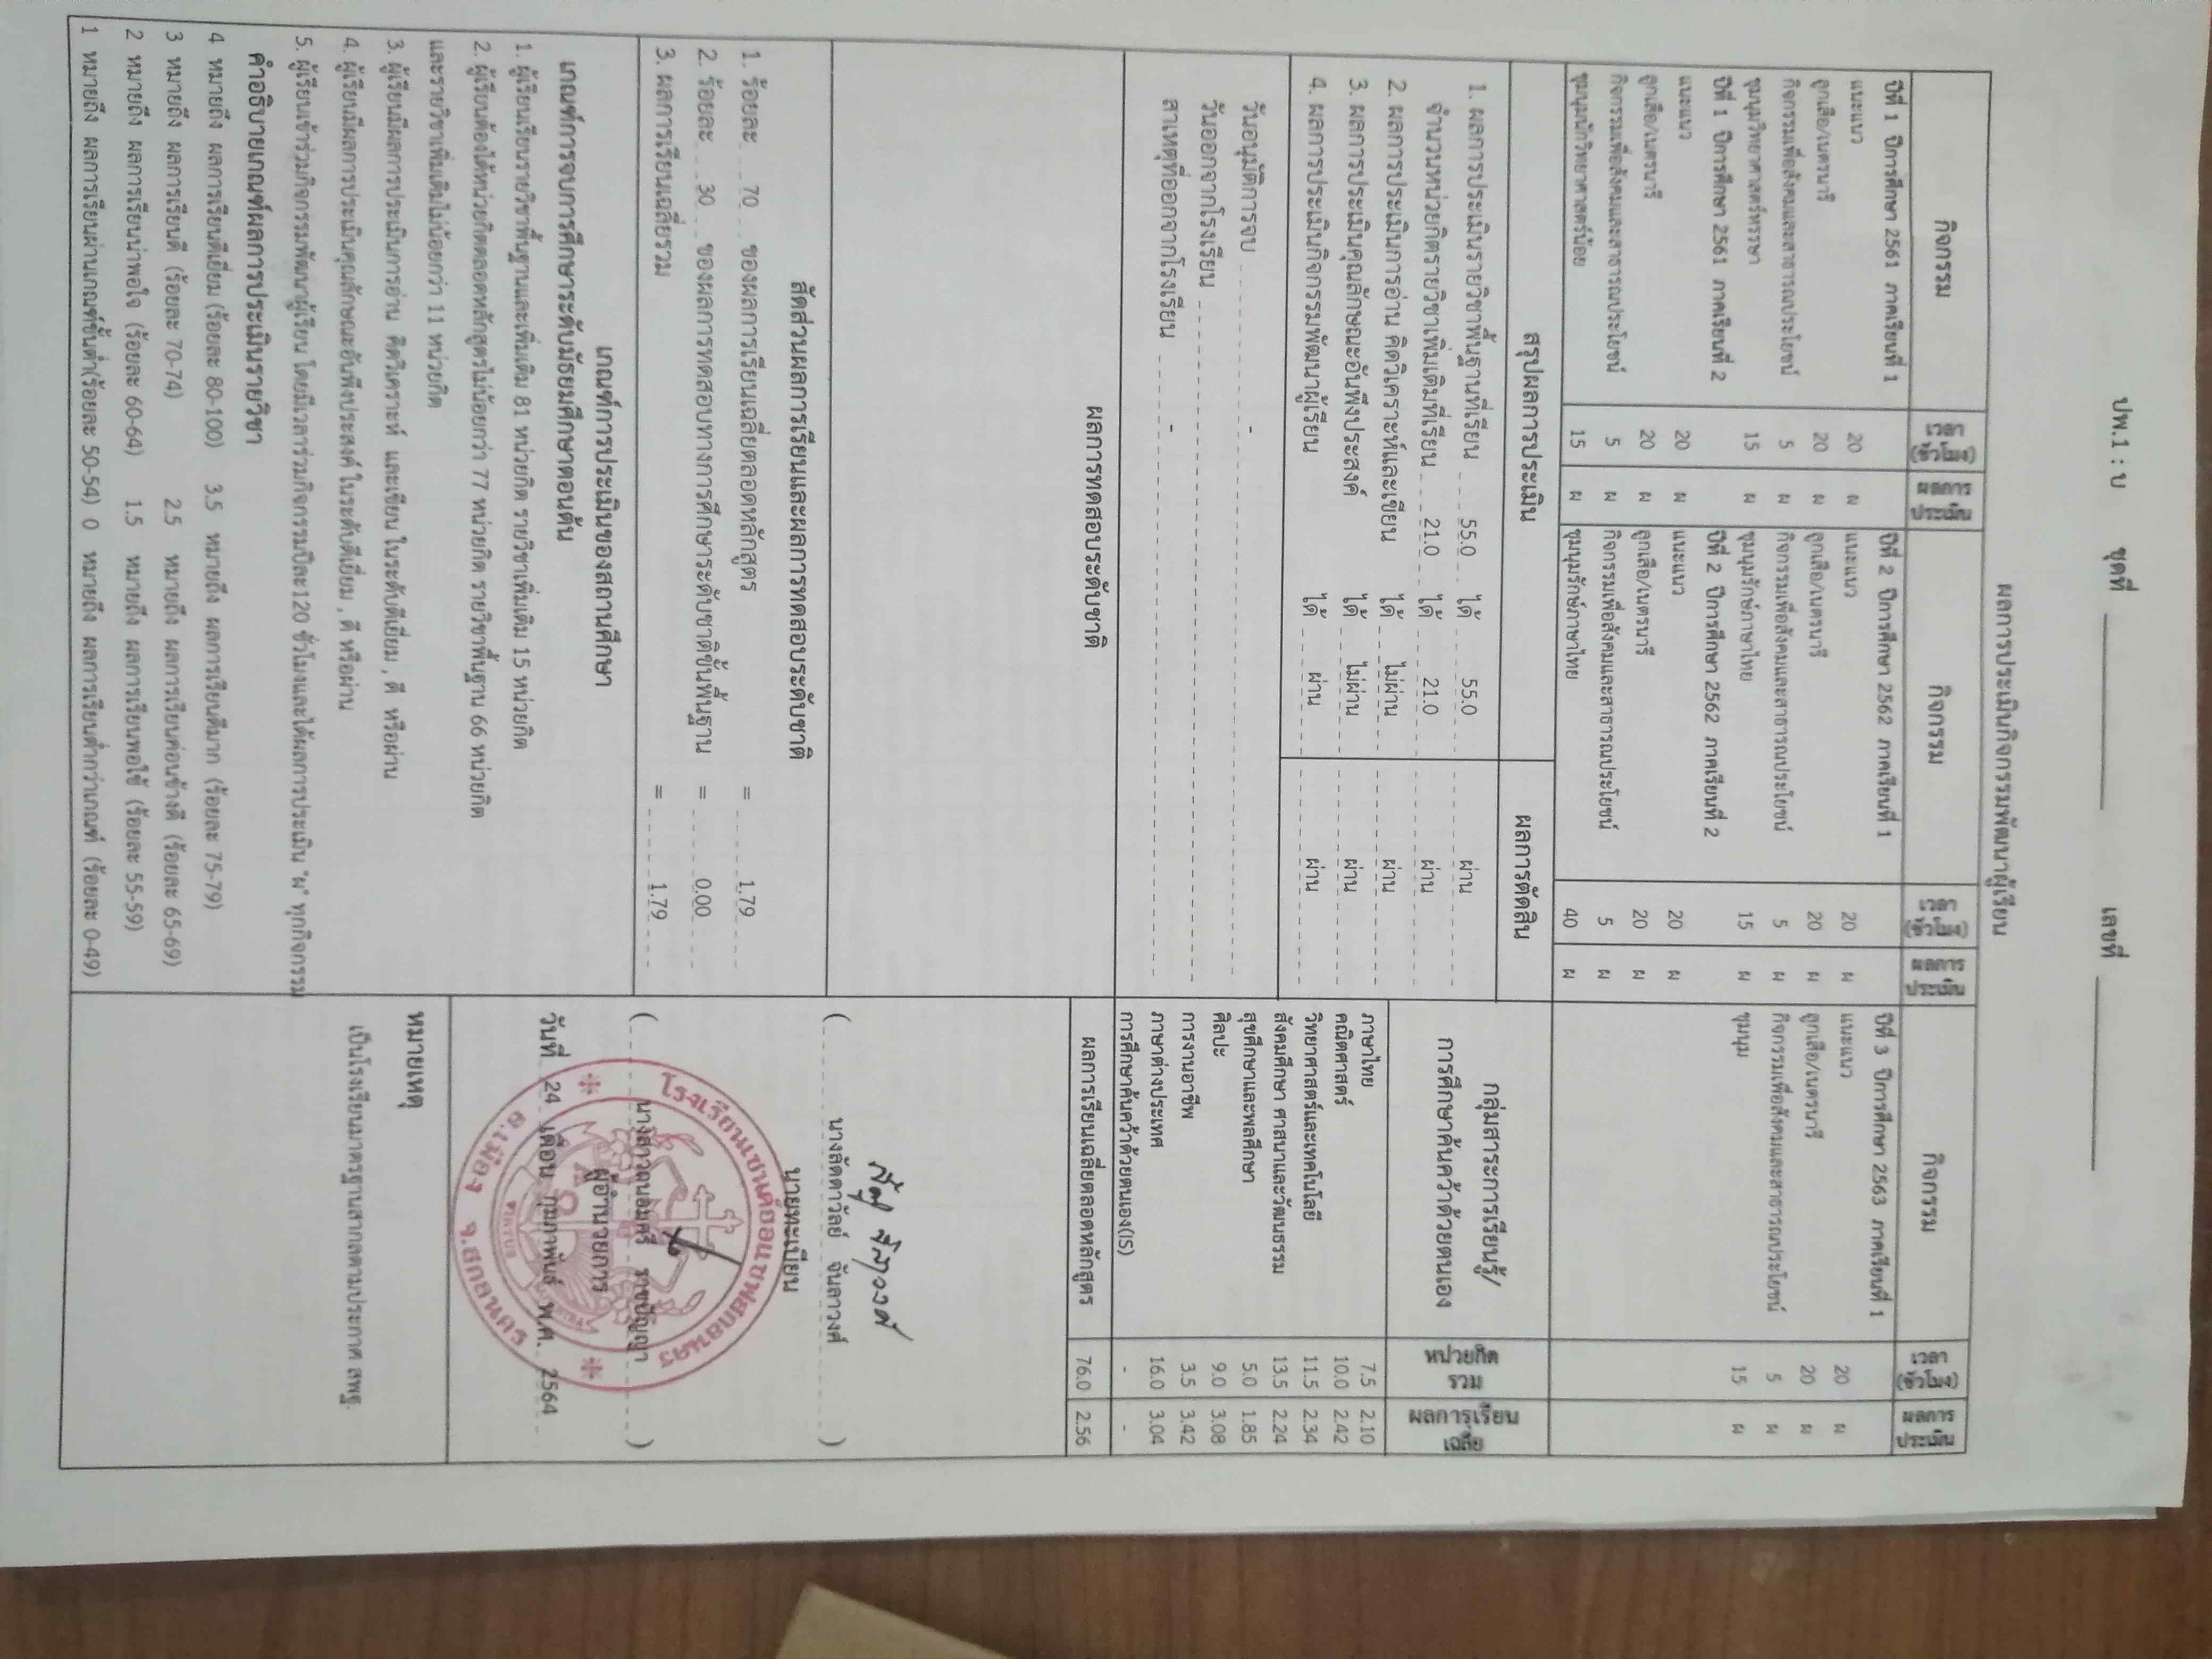 ปพ.1 : บ ชุดที่ เลขที่
ผลการประเมินกิจกรรมพัฒนาผู้เรียน
กิจกรรม เวลา (ชั่วโมง) ผลการประเมิน กิจกรรม เวลา (ชั่วโมง) ผลการประเมิน กิจกรรม เวลา (ชั่วโมง) ผลการประเมิน
ปีที่ 1 ปีการศึกษา 2561 ภาคเรียนที่ 1 ปีที่ 2 ปีการศึกษา 2562 ภาคเรียนที่ 1 ปีที่ 3 ปีการศึกษา 2563 ภาคเรียนที่ 1
แนะแนว 20 ผ แนะแนว 20 ผ แนะแนว 20 ผ
ลูกเสือ/เนตรนารี 20 ผ ลูกเสือ/เนตรนารี 20 ผ ลูกเสือ/เนตรนารี 20 ผ
กิจกรรมเพื่อสังคมและสาธารณประโยชน์ 5 ผ กิจกรรมเพื่อสังคมและสาธารณประโยชน์ 5 ผ กิจกรรมเพื่อสังคมและสาธารณประโยชน์ 5 ผ
ชุมนุมวิทยาศาสตร์หรรษา 15 ผ ชุมนุมรักษ์ภาษาไทย 15 ผ ชุมนุม 15 ผ
ปีที่ 1 ปีการศึกษา 2561 ภาคเรียนที่ 2 ปีที่ 2 ปีการศึกษา 2562 ภาคเรียนที่ 2
แนะแนว 20 ผ แนะแนว 20 ผ
ลูกเสือ/เนตรนารี 20 ผ ลูกเสือ/เนตรนารี 20 ผ
กิจกรรมเพื่อสังคมและสาธารณประโยชน์ 5 ผ กิจกรรมเพื่อสังคมและสาธารณประโยชน์ 5 ผ
ชุมนุมนักวิทยาศาสตร์น้อย 15 ผ ชุมนุมรักษ์ภาษาไทย 40 ผ
สรุปผลการประเมิน ผลการตัดสิน
1. ผลการประเมินรายวิชาพื้นฐานที่เรียน 55.0 ได้ 55.0 ผ่าน
จำนวนหน่วยกิตรายวิชาเพิ่มเติมที่เรียน 21.0 ได้ 21.0 ผ่าน
2. ผลการประเมินการอ่าน คิดวิเคราะห์และเขียน ได้ ไม่ผ่าน ผ่าน
3. ผลการประเมินคุณลักษณะอันพึงประสงค์ ได้ ไม่ผ่าน ผ่าน
4. ผลการประเมินกิจกรรมพัฒนาผู้เรียน ได้ ผ่าน ผ่าน
วันอนุมัติการจบ -
วันออกจากโรงเรียน
สาเหตุที่ออกจากโรงเรียน -
ผลการทดสอบระดับชาติ
สัดส่วนผลการเรียนและผลการทดสอบระดับชาติ
1. ร้อยละ 70 ของผลการเรียนเฉลี่ยตลอดหลักสูตร = 1.79
2. ร้อยละ 30 ของผลการทดสอบทางการศึกษาระดับชาติขั้นพื้นฐาน = 0.00
3. ผลการเรียนเฉลี่ยรวม = 1.79
เกณฑ์การประเมินของสถานศึกษา
เกณฑ์การจบการศึกษาระดับมัธยมศึกษาตอนต้น
1. ผู้เรียนเรียนรายวิชาพื้นฐานและเพิ่มเติม 81 หน่วยกิต รายวิชาเพิ่มเติม 15 หน่วยกิต
2. ผู้เรียนต้องได้หน่วยกิตตลอดหลักสูตรไม่น้อยกว่า 77 หน่วยกิต รายวิชาพื้นฐาน 66 หน่วยกิต
และรายวิชาเพิ่มเติมไม่น้อยกว่า 11 หน่วยกิต
3. ผู้เรียนมีผลการประเมินการอ่าน คิดวิเคราะห์ และเขียน ในระดับดีเยี่ยม , ดี หรือผ่าน
4. ผู้เรียนมีผลการประเมินคุณลักษณะอันพึงประสงค์ ในระดับดีเยี่ยม , ดี หรือผ่าน
5. ผู้เรียนเข้าร่วมกิจกรรมพัฒนาผู้เรียน โดยมีเวลาร่วมกิจกรรมปีละ120 ชั่วโมงและได้ผลการประเมิน "ผ" ทุกกิจกรรม
คำอธิบายเกณฑ์ผลการประเมินรายวิชา
4 หมายถึง ผลการเรียนดีเยี่ยม (ร้อยละ 80-100) 3.5 หมายถึง ผลการเรียนดีมาก (ร้อยละ 75-79)
3 หมายถึง ผลการเรียนดี (ร้อยละ 70-74) 2.5 หมายถึง ผลการเรียนค่อนข้างดี (ร้อยละ 65-69)
2 หมายถึง ผลการเรียนน่าพอใจ (ร้อยละ 60-64) 1.5 หมายถึง ผลการเรียนพอใช้ (ร้อยละ 55-59)
1 หมายถึง ผลการเรียนผ่านเกณฑ์ขั้นต่ำ(ร้อยละ 50-54) 0 หมายถึง ผลการเรียนต่ำกว่าเกณฑ์ (ร้อยละ 0-49)
กลุ่มสาระการเรียนรู้/ หน่วยกิต ผลการเรียน
การศึกษาค้นคว้าด้วยตนเอง รวม เฉลี่ย
ภาษาไทย 7.5 2.10
คณิตศาสตร์ 10.0 2.42
วิทยาศาสตร์และเทคโนโลยี 11.5 2.34
สังคมศึกษา ศาสนาและวัฒนธรรม 13.5 2.24
สุขศึกษาและพลศึกษา 5.0 1.85
ศิลปะ 9.0 3.08
การงานอาชีพ 3.5 3.42
ภาษาต่างประเทศ 16.0 3.04
การศึกษาค้นคว้าด้วยตนเอง(IS) - -
ผลการเรียนเฉลี่ยตลอดหลักสูตร 76.0 2.56
( นางลัดดาวัลย์ จันลาวงศ์ )
นายทะเบียน
( นางสาวถนอมศรี ราชปัญญา )
ผู้อำนวยการ
วันที่ 24 เดือน กุมภาพันธ์ พ.ศ. 2564
โรงเรียนเซนต์ยอแซฟสกลนคร
อ.เมือง จ.สกลนคร
VIRTUS
หมายเหตุ
เป็นโรงเรียนมาตรฐานสากลตามประกาศ สพฐ.